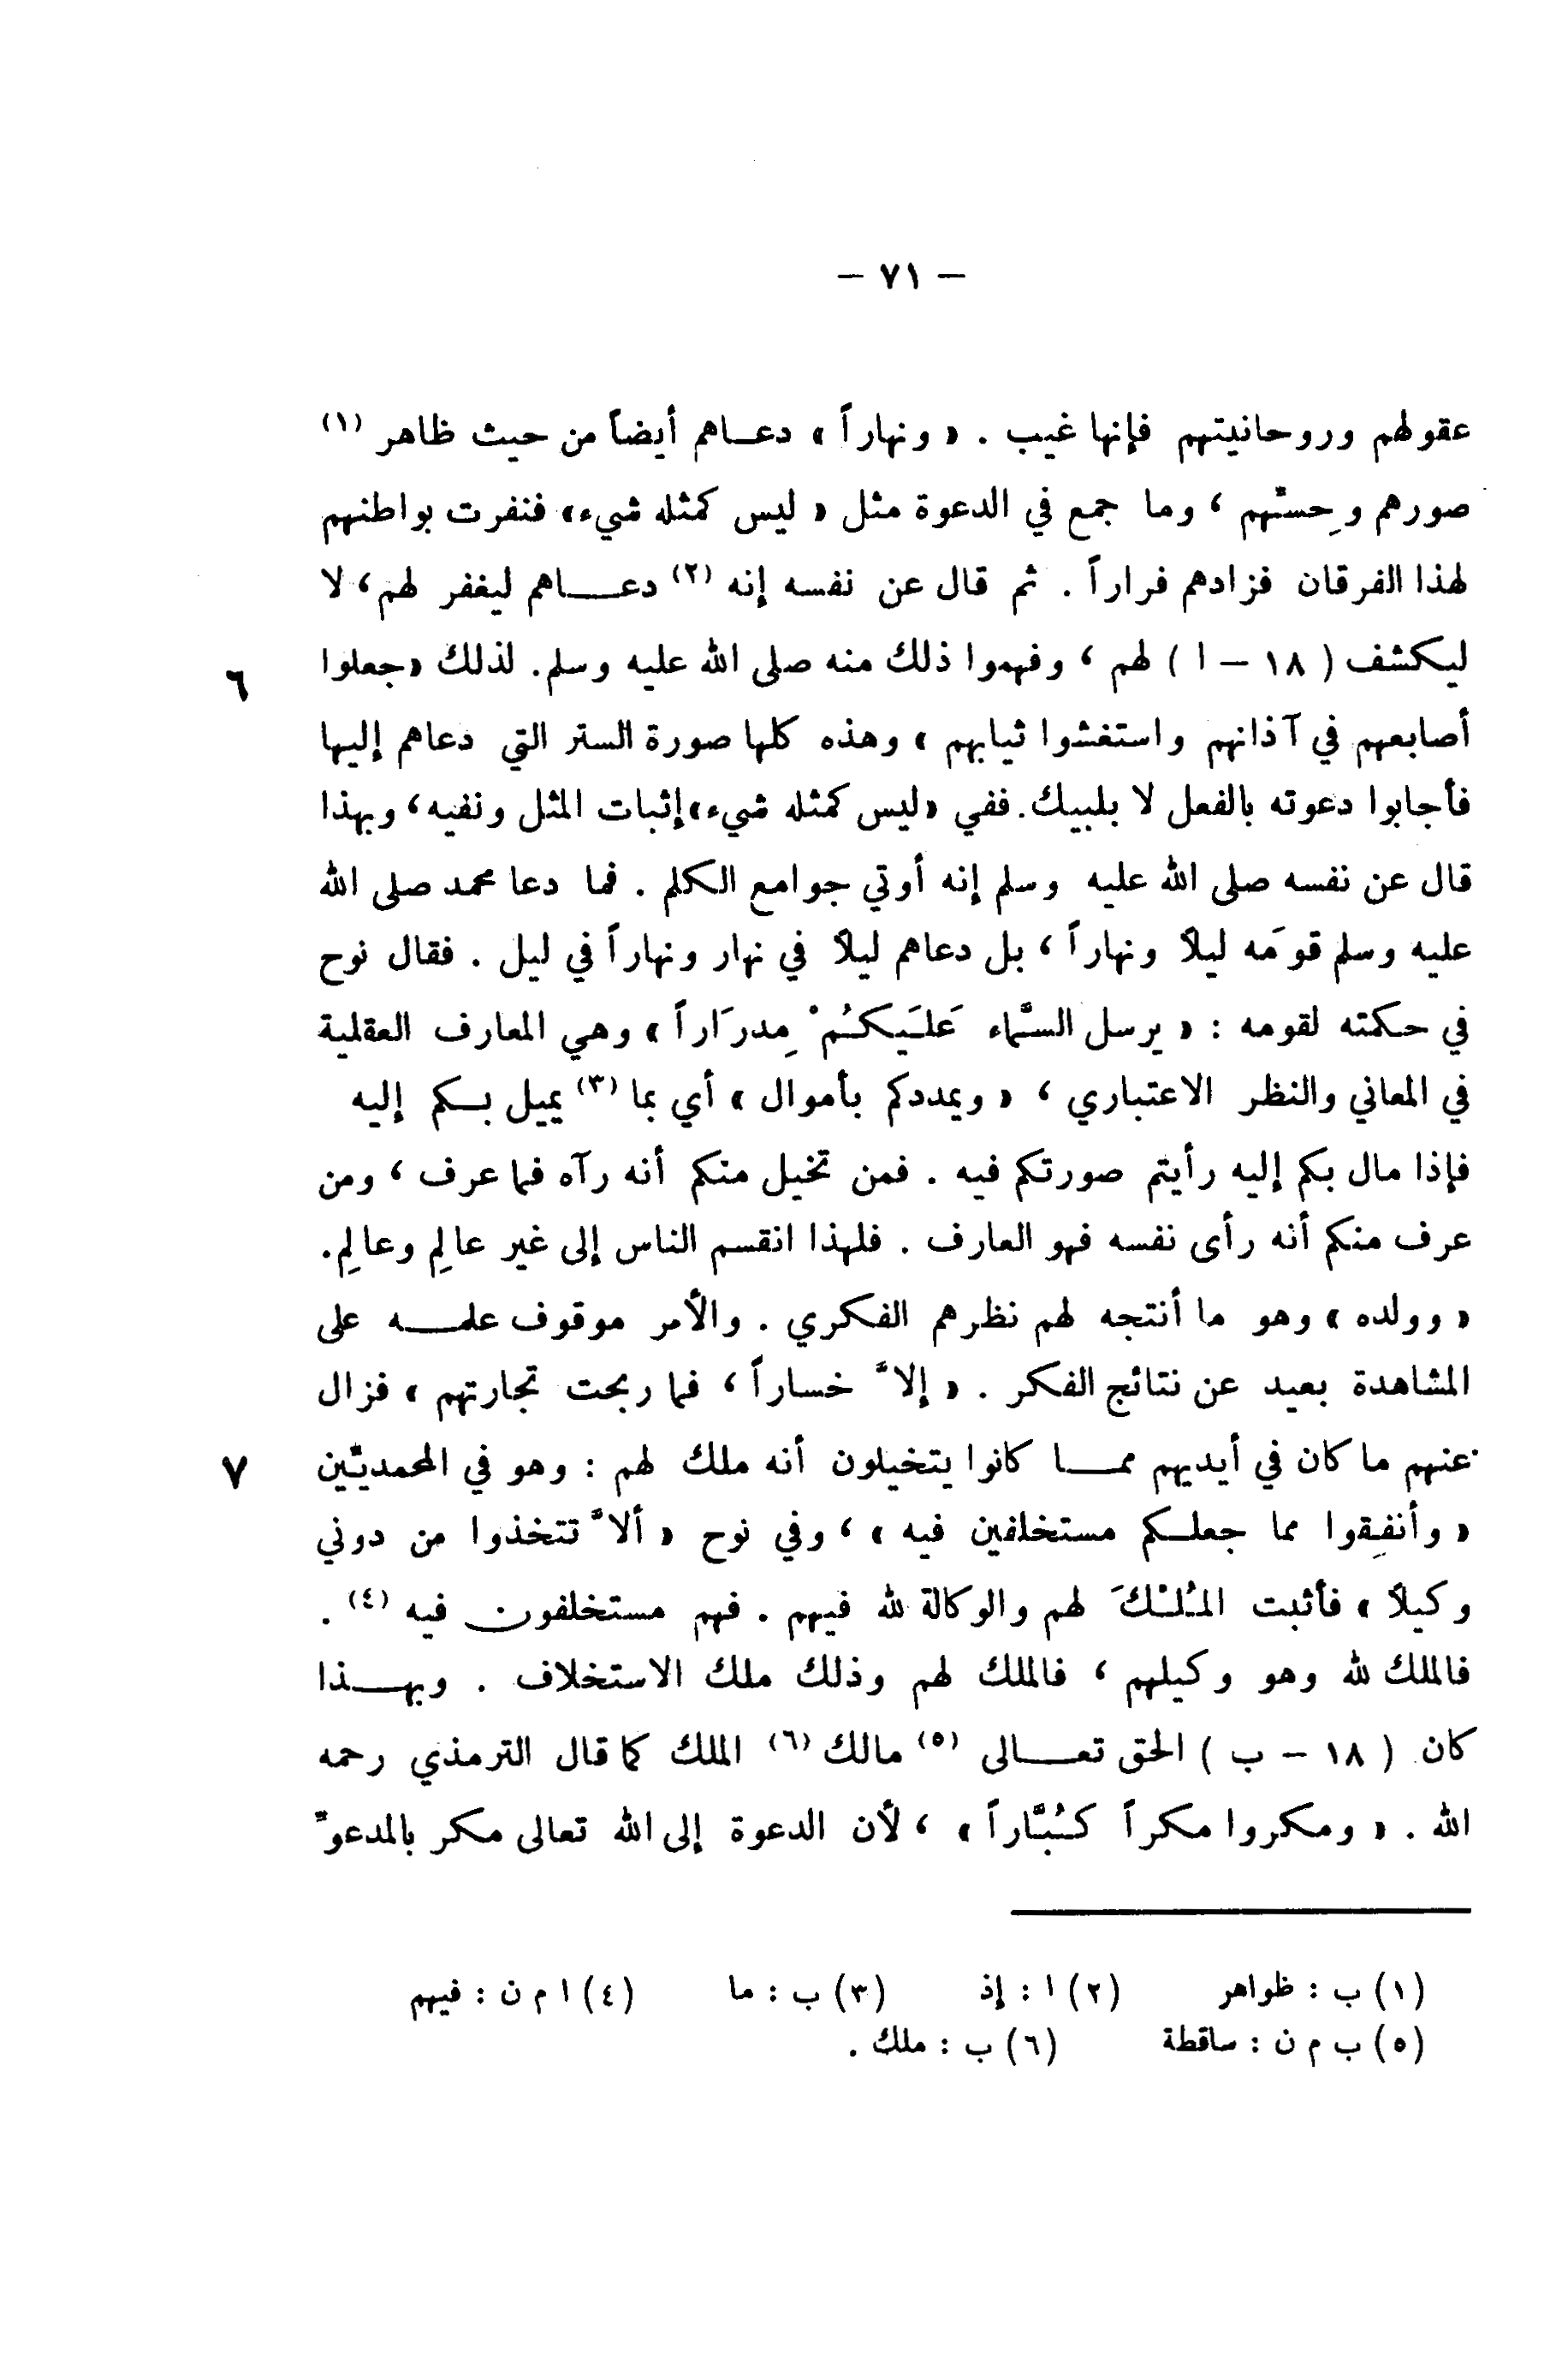 — ٧١ —
عقولهم وروحانيتهم فإنها غيب . « ونهاراً » دعاهم أيضاً من حيث ظاهر (١)
صورهم وحِسِّهم ، وما جمع في الدعوة مثل « ليس كمثله شيء» فنفرت بواطنهم
لهذا الفرقان فزادهم فراراً . ثم قال عن نفسه إنه (٢) دعاهم ليغفر لهم، لا
ليكشف ( ١٨ – ا ) لهم ، وفهموا ذلك منه صلى الله عليه وسلم. لذلك «جعلوا ٦
أصابعهم في آذانهم واستغشوا ثيابهم » وهذه كلها صورة الستر التي دعاهم إليها
فأجابوا دعوته بالفعل لا بلبيك. ففي «ليس كمثله شيء»إثبات المثل ونفيه، وبهذا
قال عن نفسه صلى الله عليه وسلم إنه أوتي جوامع الكلم . فما دعا محمد صلى الله
عليه وسلم قومَه ليلاً ونهاراً ، بل دعاهم ليلاً في نهار ونهاراً في ليل . فقال نوح
في حكمته لقومه : « يرسل السَّماء عَلَيكُمْ مِدرَاراً » وهي المعارف العقلية
في المعاني والنظر الاعتباري ، « ويمددكم بأموال » أي بما (٣) يميل بكم إليه
فإذا مال بكم إليه رأيتم صورتكم فيه . فمن تخيل منكم أنه رآه فما عرف ، ومن
عرف منكم أنه رأى نفسه فهو العارف . فلهذا انقسم الناس إلى غير عالِم وعالِم.
« وولده » وهو ما أنتجه لهم نظرهم الفكري . والأمر موقوف علمه على
المشاهدة بعيد عن نتائج الفكر . « إلاَّ خساراً ، فما ربحت تجارتهم » فزال
عنهم ما كان في أيديهم مما كانوا يتخيلون أنه ملك لهم : وهو في المحمديِّين ٧
« وأنفِقوا مما جعلكم مستخلفين فيه » ، وفي نوح « ألاَّ تتخذوا من دوني
وكيلاً » فأثبت المُلْكَ لهم والوكالة لله فيهم . فهم مستخلفون فيه (٤) .
فالملك لله وهو وكيلهم ، فالملك لهم وذلك ملك الاستخلاف . وبهذا
كان ( ١٨ – ب ) الحق تعالى (٥) مالك (٦) الملك كما قال الترمذي رحمه
الله . « ومكروا مكراً كُبَّاراً » ، لأن الدعوة إلى الله تعالى مكر بالمدعوِّ
(١) ب : ظواهر (٢) ا : إذ (٣) ب : ما (٤) ا م ن : فيهم
(٥) ب م ن : ساقطة (٦) ب : ملك .